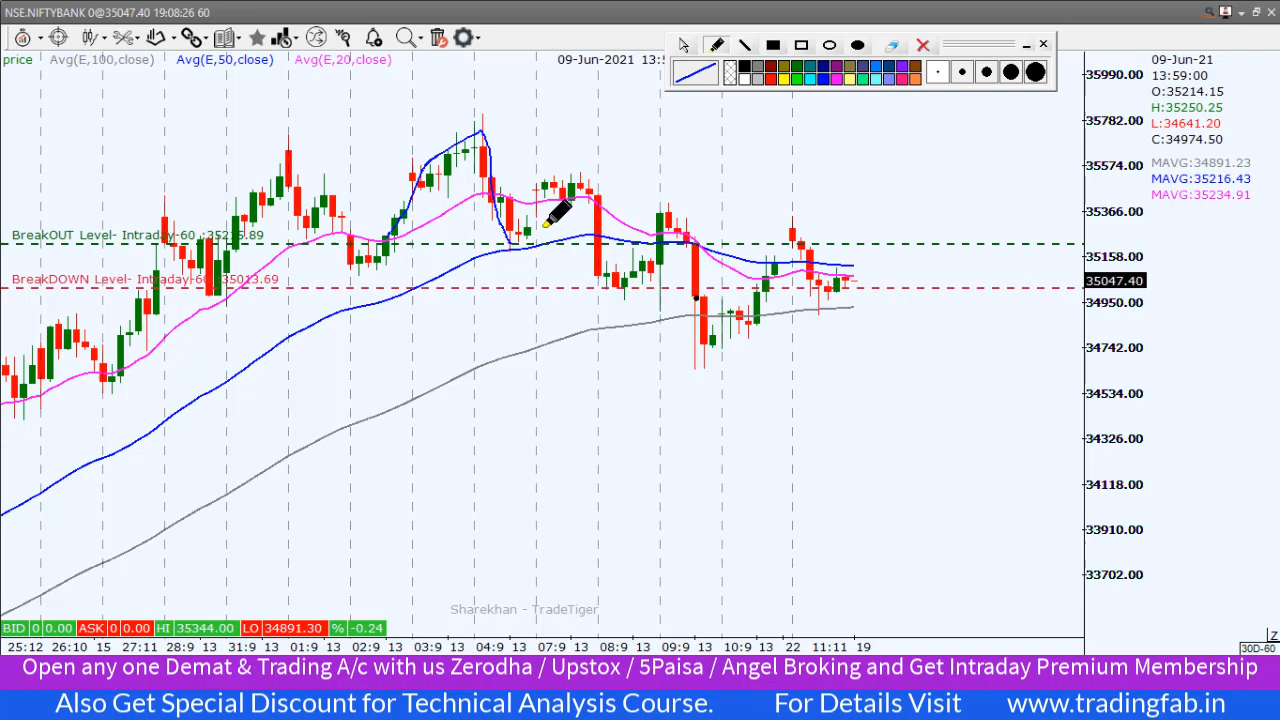 NSE.NIFTYBANK 0@35047.40 19:08:26 60
price Avg(E,100,close) Avg(E,50,close) Avg(E,20,close) 09-Jun-2021 13:5
09-Jun-21
13:59:00
O:35214.15
H:35250.25
L:34641.20
C:34974.50
MAVG:34891.23
MAVG:35216.43
MAVG:35234.91
35990.00
35782.00
35574.00
35366.00
35158.00
35047.40
34950.00
34742.00
34534.00
34326.00
34118.00
33910.00
33702.00
BreakOUT Level- Intraday-60
BreakDOWN Level- Intraday-60 :35013.69
Sharekhan - TradeTiger
BID 0 0.00 ASK 0 0.00 HI 35344.00 LO 34891.30 % -0.24
25:12 13 15 27:11 28:9 13 31:9 13 01:9 13 02:9 13 03:9 13 04:9 13 07:9 13 08:9 13 09:9 13 10:9 13 22 11:11 19
30D-60
Z
Open any one Demat & Trading A/c with us Zerodha / Upstox / 5Paisa / Angel Broking and Get Intraday Premium Membership
Also Get Special Discount for Technical Analysis Course. For Details Visit www.tradingfab.in